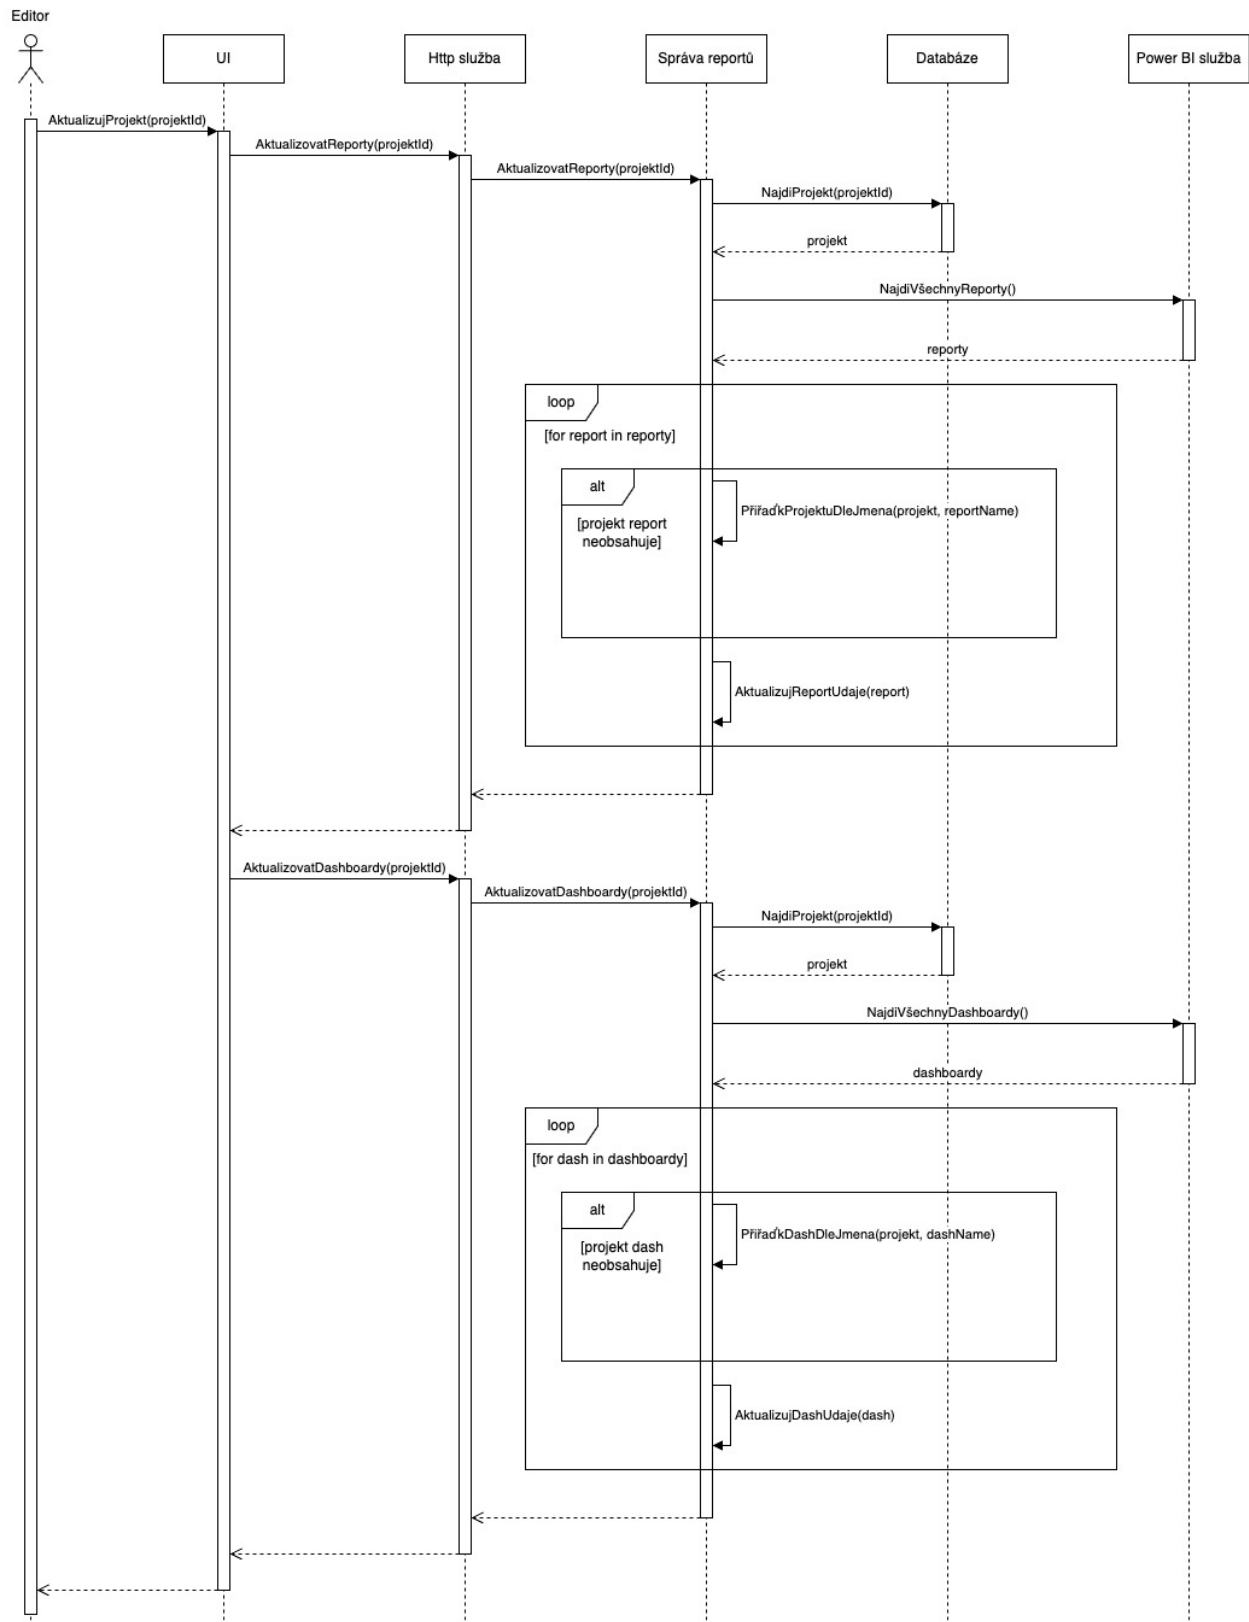 Editor
UI
Http služba
Správa reportů
Databáze
Power BI služba
AktualizujProjekt(projektId)
AktualizovatReporty(projektId)
AktualizovatReporty(projektId)
NajdiProjekt(projektId)
projekt
NajdiVšechnyReporty()
reporty
loop
[for report in reporty]
alt
[projekt report
neobsahuje]
PřiřaďkProjektuDleJmena(projekt, reportName)
AktualizujReportUdaje(report)
AktualizovatDashboardy(projektId)
AktualizovatDashboardy(projektId)
NajdiProjekt(projektId)
projekt
NajdiVšechnyDashboardy()
dashboardy
loop
[for dash in dashboardy]
alt
[projekt dash
neobsahuje]
PřiřaďkDashDleJmena(projekt, dashName)
AktualizujDashUdaje(dash)